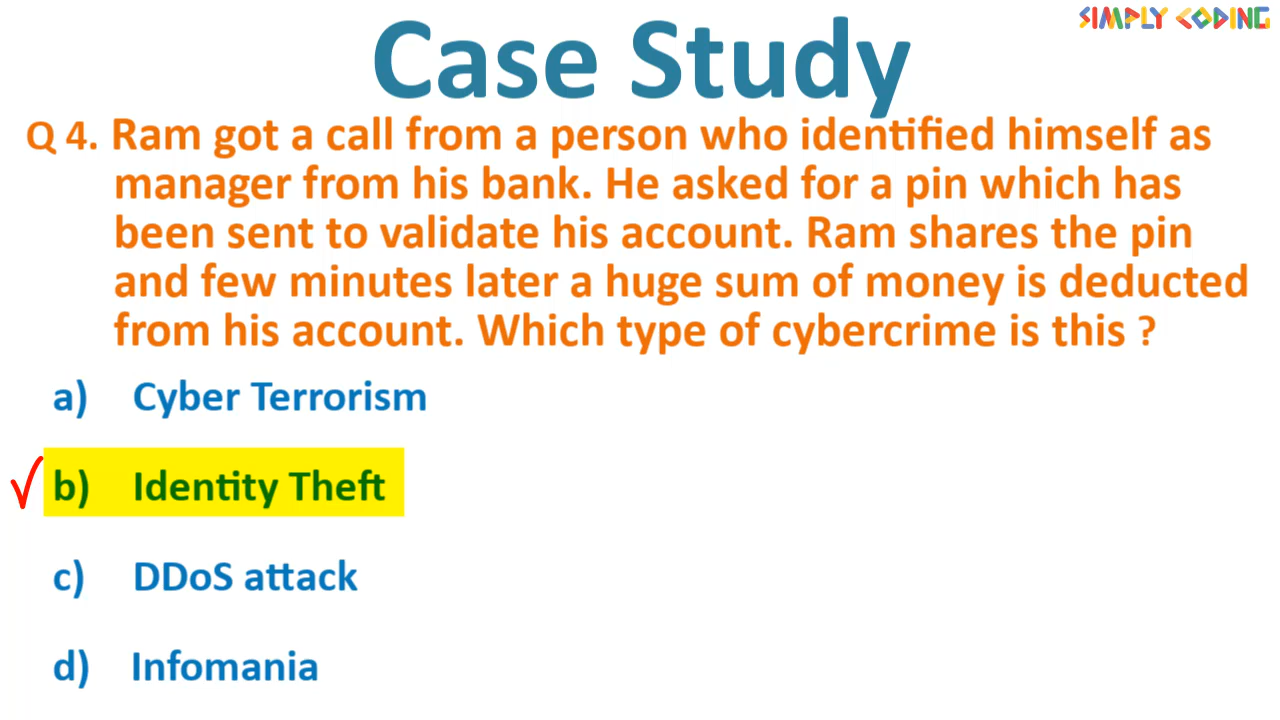 SIMPLY CODING
Case Study
Q 4. Ram got a call from a person who identified himself as
manager from his bank. He asked for a pin which has
been sent to validate his account. Ram shares the pin
and few minutes later a huge sum of money is deducted
from his account. Which type of cybercrime is this ?
a) Cyber Terrorism
b) Identity Theft
c) DDoS attack
d) Infomania